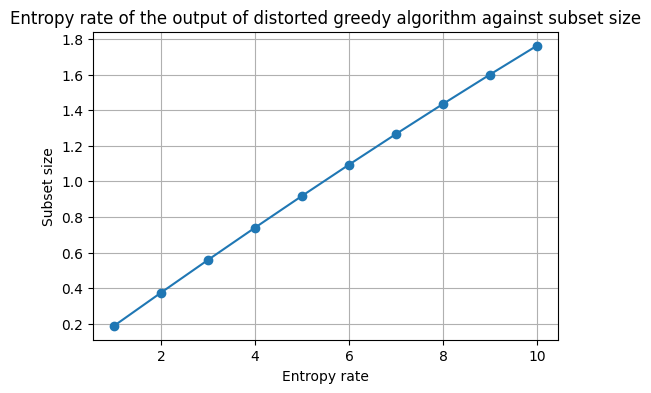 Entropy rate of the output of distorted greedy algorithm against subset size
1.8
1.6
1.4
1.2
1.0
0.8
0.6
0.4
0.2
Subset size
2 4 6 8 10
Entropy rate